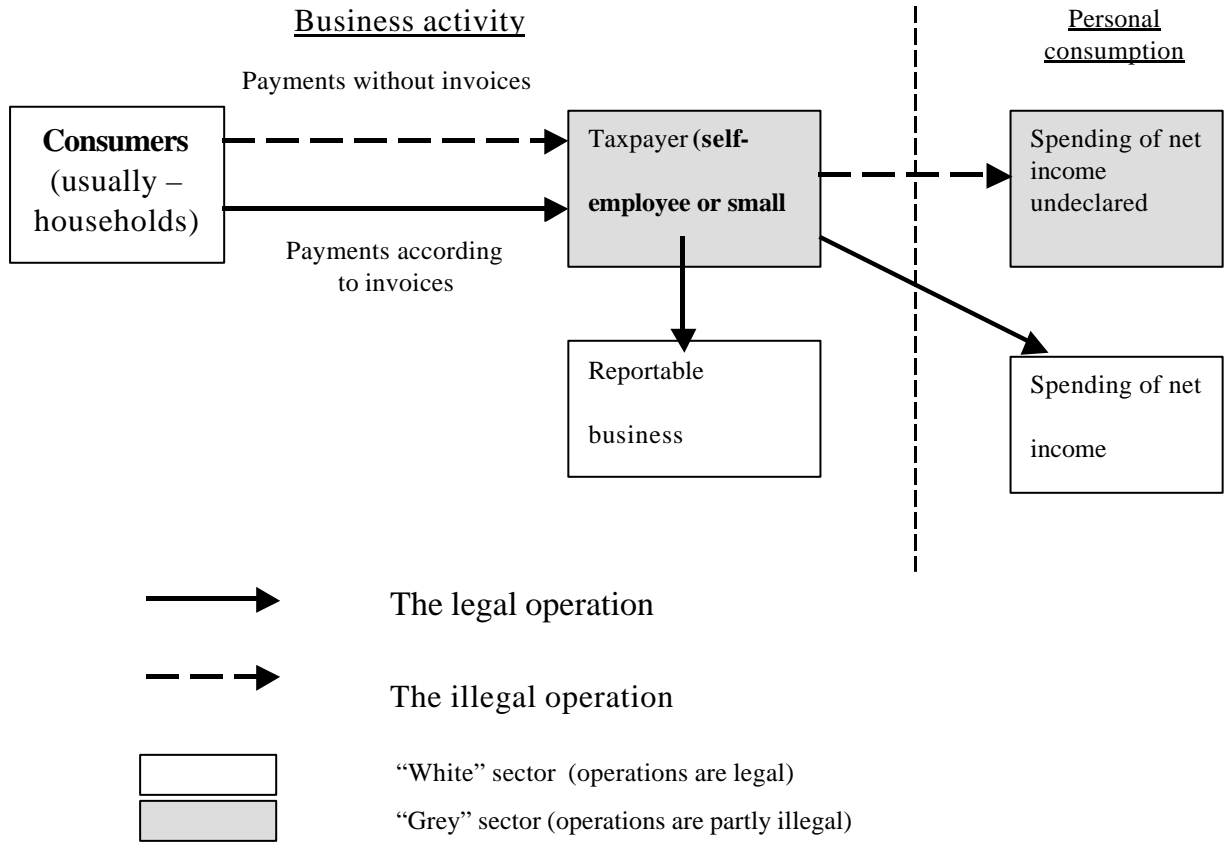 Business activity
Personal
consumption
Payments without invoices
Consumers
(usually –
households)
Payments according
to invoices
Taxpayer (self-
employee or small
Spending of net
income
undeclared
Reportable
business
Spending of net
income
The legal operation
The illegal operation
“White” sector (operations are legal)
“Grey” sector (operations are partly illegal)